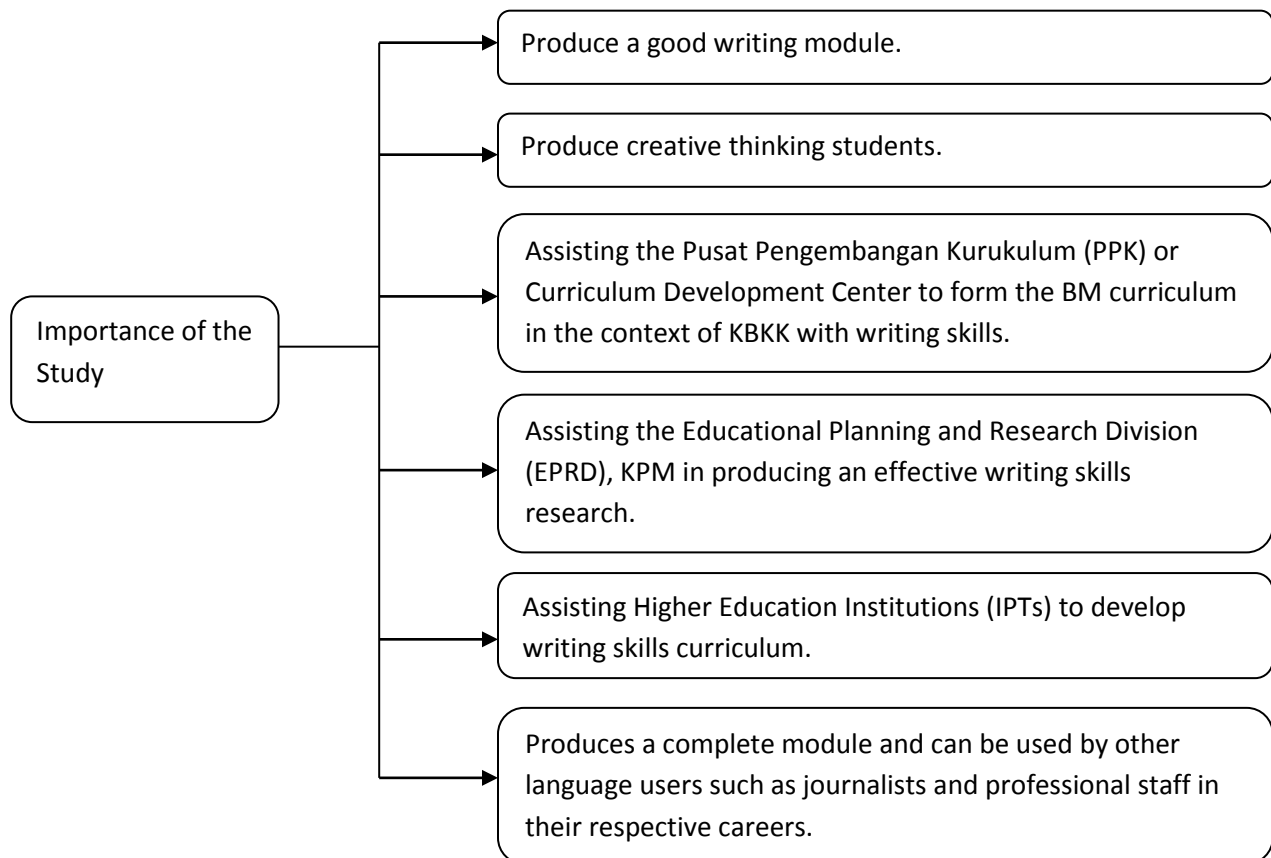 Produce a good writing module.
Produce creative thinking students.
Assisting the Pusat Pengembangan Kurukulum (PPK) or
Curriculum Development Center to form the BM curriculum
in the context of KBKK with writing skills.
Importance of the
Study
Assisting the Educational Planning and Research Division
(EPRD), KPM in producing an effective writing skills
research.
Assisting Higher Education Institutions (IPTs) to develop
writing skills curriculum.
Produces a complete module and can be used by other
language users such as journalists and professional staff in
their respective careers.